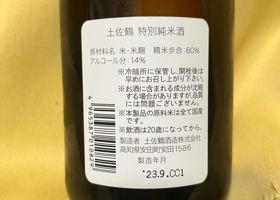 土佐鶴 特別純米酒
原材料名:米・米麹 精米歩合:60%
アルコール分:14%
※冷暗所に保管し、開栓後は
早めにお召し上がり下さい。
※お酒に含まれる成分が沈殿
する場合がありますが、品質に
は問題ございません。
※本製品の原料米は全て国産
です。
※飲酒は20歳になってから。
製造者 土佐鶴酒造株式会社
高知県安田町安田1586
製造年月
'23.9.CC1
4965387010829